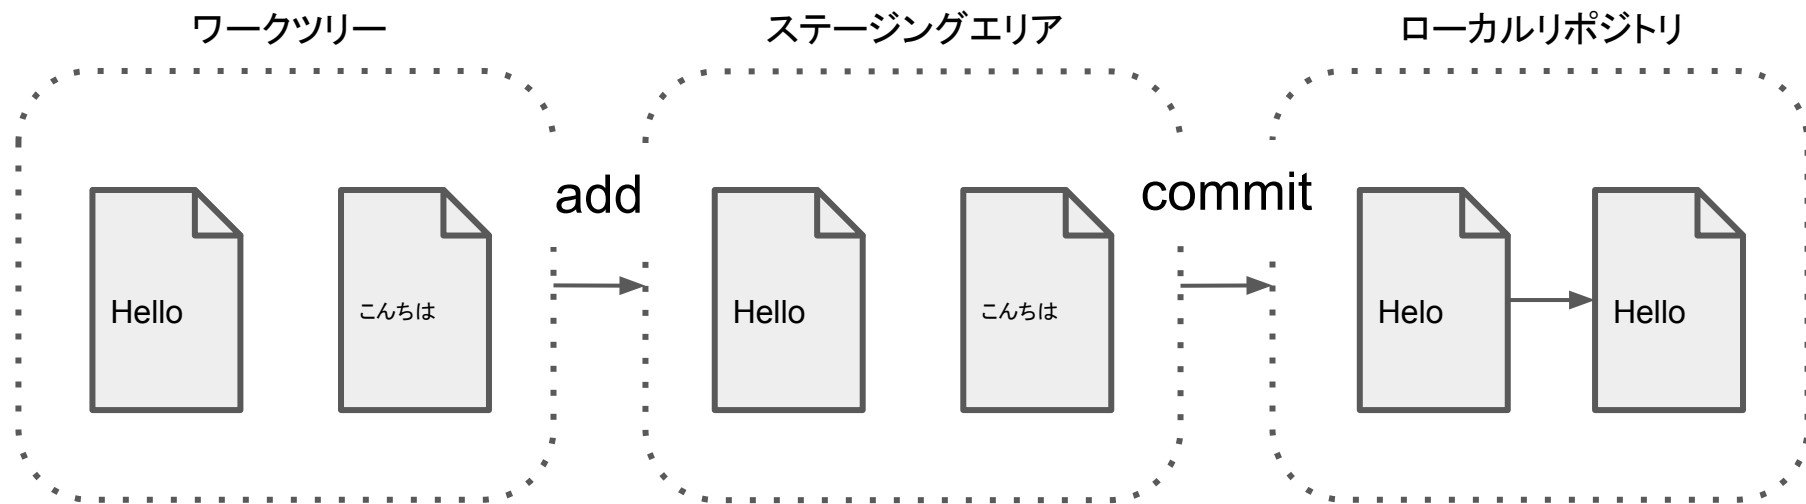 ワークツリー
ステージングエリア
ローカルリポジトリ
add
commit
Hello
こんちは
Hello
こんちは
Helo
Hello